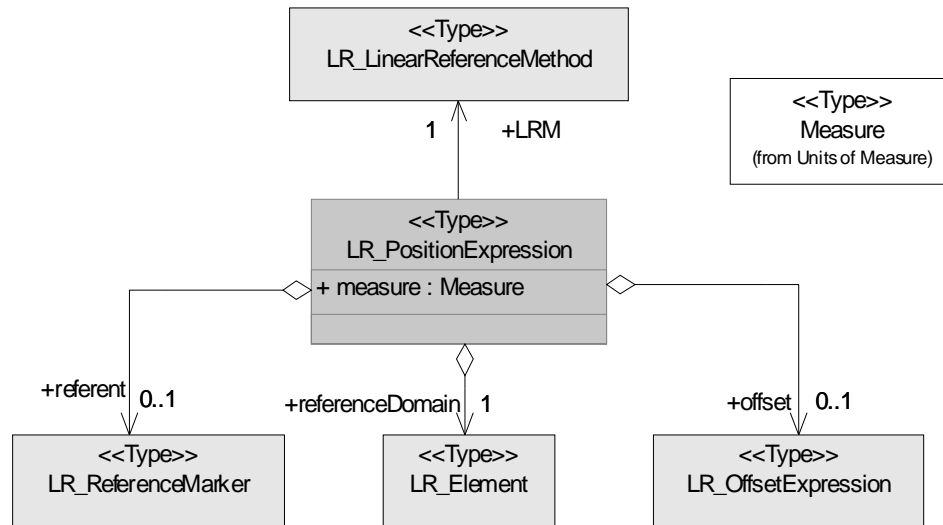 <<Type>>
LR_LinearReferenceMethod
<<Type>>
Measure
(from Units of Measure)
1 +LRM
<<Type>>
LR_PositionExpression
+ measure : Measure
+referent 0..1
+referenceDomain 1
+offset 0..1
<<Type>>
LR_ReferenceMarker
<<Type>>
LR_Element
<<Type>>
LR_OffsetExpression